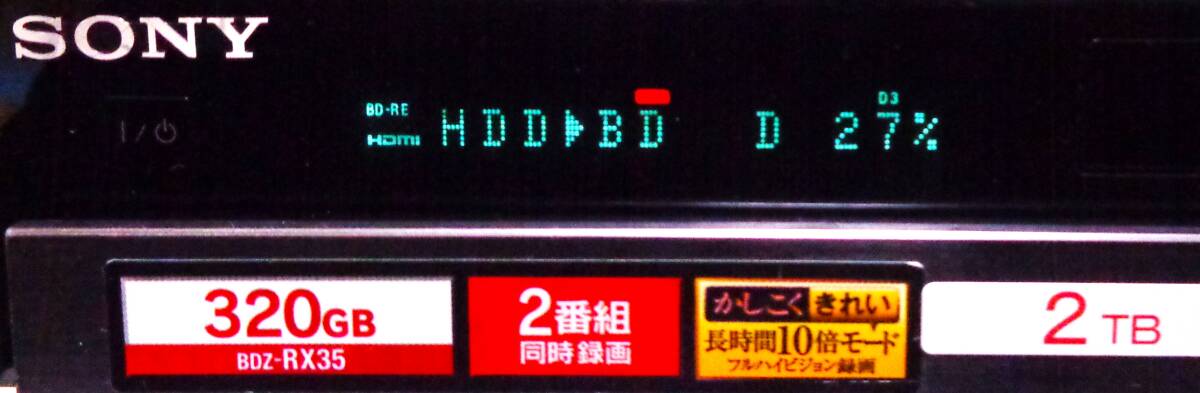 SONY
D3
BD-RE
HDMI HDD▶BD D 27%
I/⏻
320GB
BDZ-RX35
2番組
同時録画
かしこく きれい
長時間10倍モード
フルハイビジョン録画
2 TB